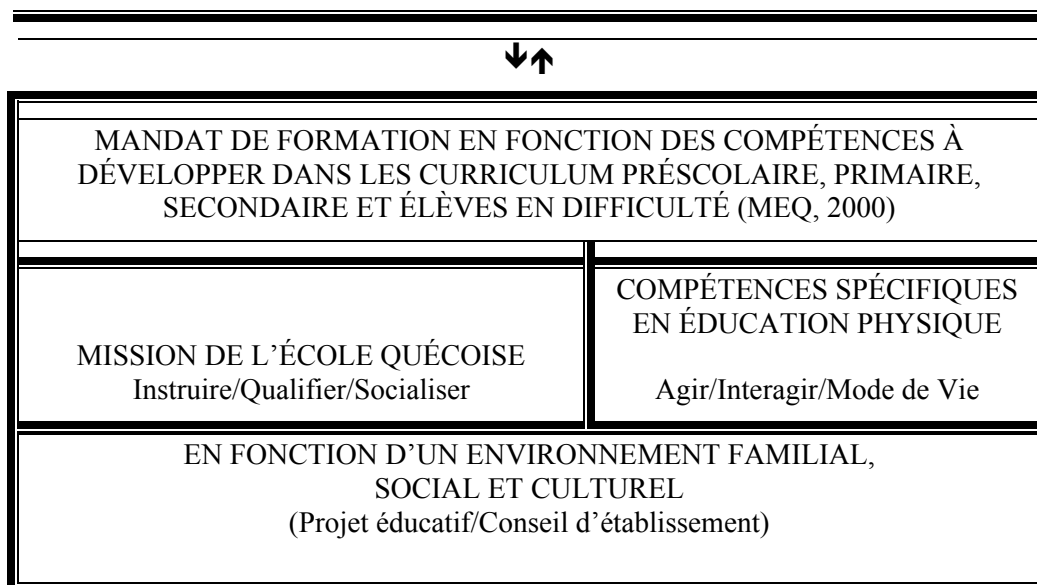 MANDAT DE FORMATION EN FONCTION DES COMPÉTENCES À
DÉVELOPPER DANS LES CURRICULUM PRÉSCOLAIRE, PRIMAIRE,
SECONDAIRE ET ÉLÈVES EN DIFFICULTÉ (MEQ, 2000)
MISSION DE L’ÉCOLE QUÉCOISE
Instruire/Qualifier/Socialiser
COMPÉTENCES SPÉCIFIQUES
EN ÉDUCATION PHYSIQUE
Agir/Interagir/Mode de Vie
EN FONCTION D’UN ENVIRONNEMENT FAMILIAL,
SOCIAL ET CULTUREL
(Projet éducatif/Conseil d’établissement)